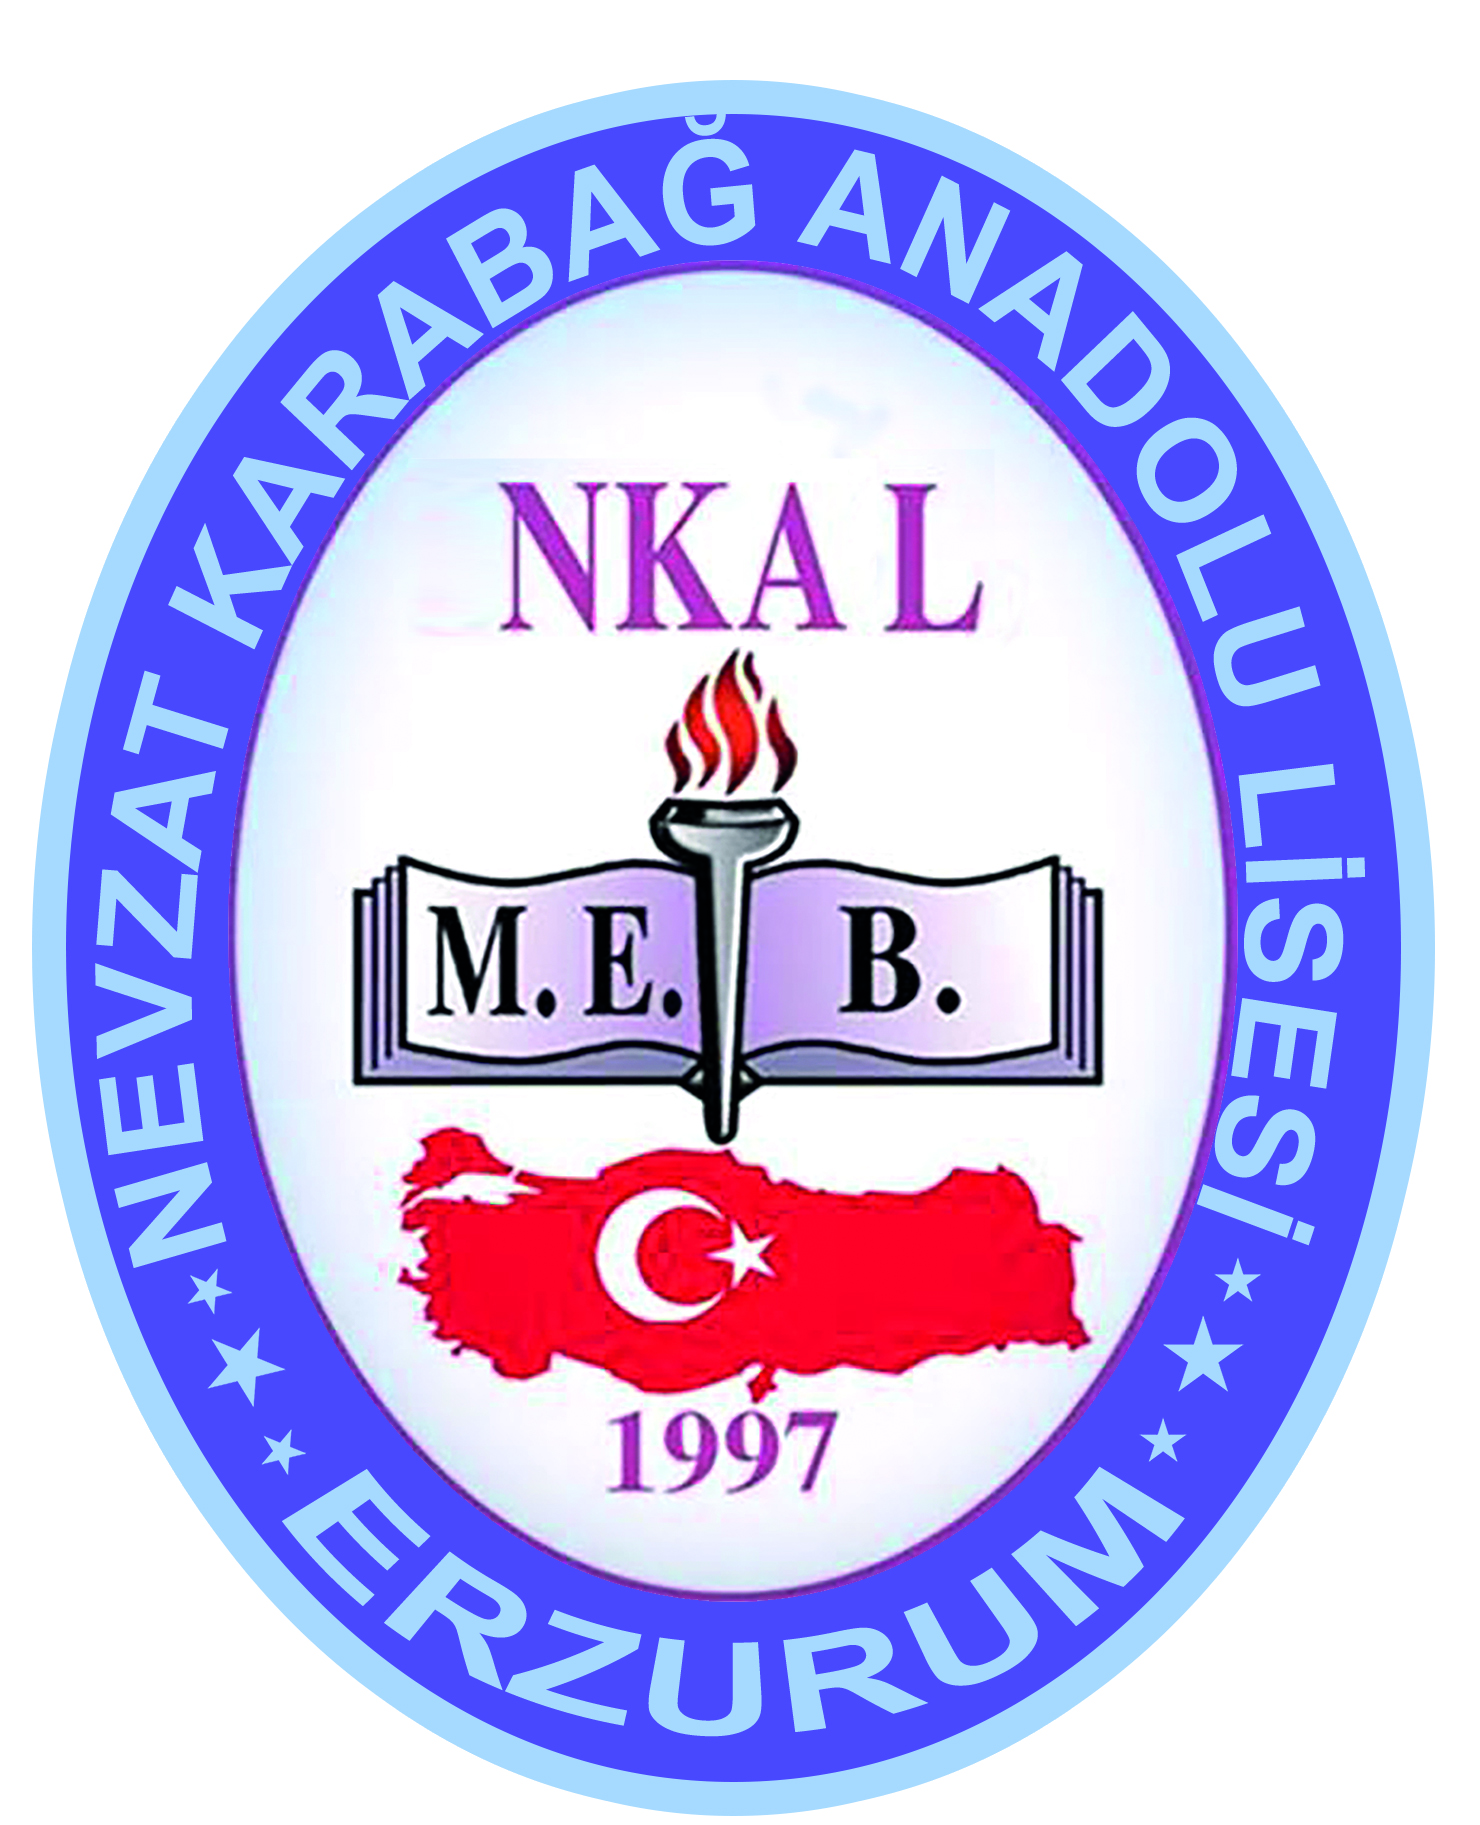 NEVZAT KARABAĞ ANADOLU LİSESİ
NKAL
M. E. B.
1997
ERZURUM